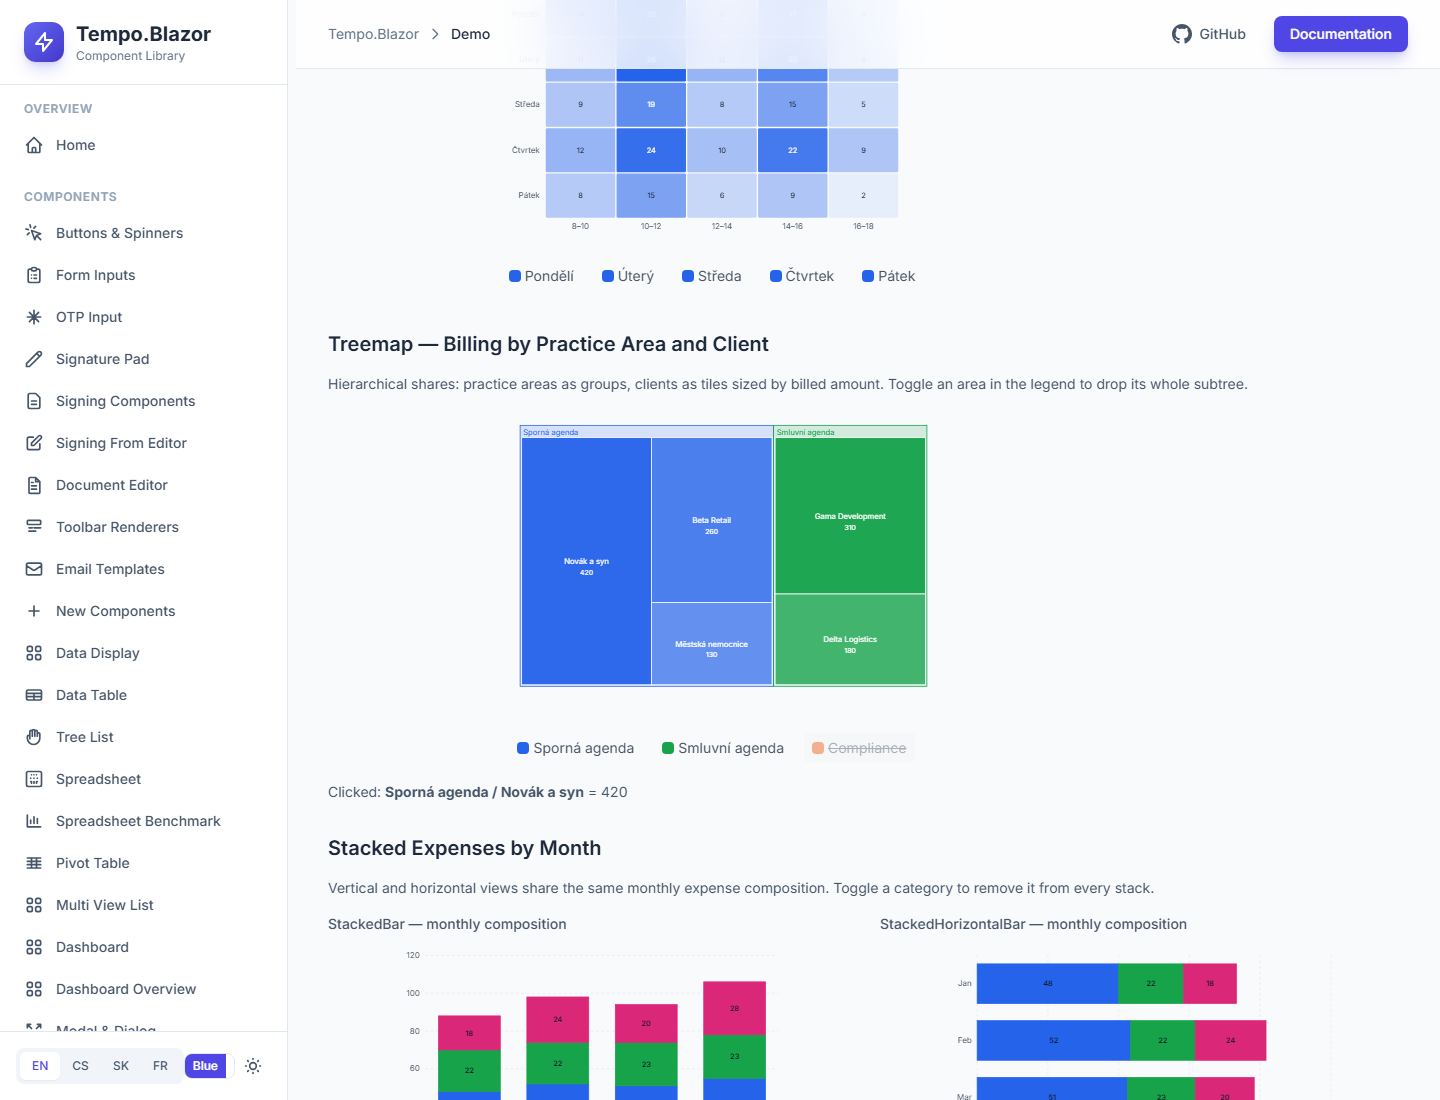 Tempo.Blazor
Component Library
OVERVIEW
Home
COMPONENTS
Buttons & Spinners
Form Inputs
OTP Input
Signature Pad
Signing Components
Signing From Editor
Document Editor
Toolbar Renderers
Email Templates
New Components
Data Display
Data Table
Tree List
Spreadsheet
Spreadsheet Benchmark
Pivot Table
Multi View List
Dashboard
Dashboard Overview
Modal & Dialog
EN CS SK FR Blue
Tempo.Blazor > Demo
GitHub
Documentation
Středa 9 19 8 15 5
Čtvrtek 12 24 10 22 9
Pátek 8 15 6 9 2
8–10 10–12 12–14 14–16 16–18
Pondělí Úterý Středa Čtvrtek Pátek
Treemap — Billing by Practice Area and Client
Hierarchical shares: practice areas as groups, clients as tiles sized by billed amount. Toggle an area in the legend to drop its whole subtree.
Sporná agenda
Smluvní agenda
Novák a syn
420
Beta Retail
260
Městská nemocnice
130
Gama Development
310
Delta Logistics
180
Sporná agenda Smluvní agenda Compliance
Clicked: Sporná agenda / Novák a syn = 420
Stacked Expenses by Month
Vertical and horizontal views share the same monthly expense composition. Toggle a category to remove it from every stack.
StackedBar — monthly composition
120
100
80
60
18 24 20 28
22 22 23 23
StackedHorizontalBar — monthly composition
Jan 48 22 18
Feb 52 22 24
Mar 51 23 20